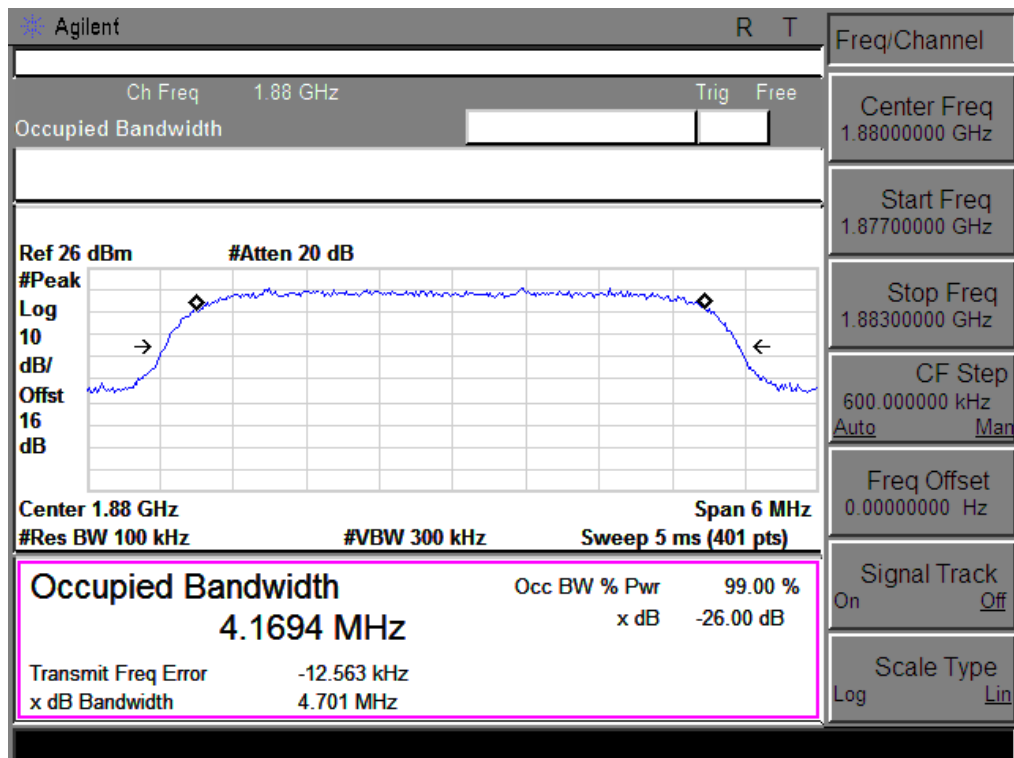 Agilent R T
Ch Freq 1.88 GHz Trig Free
Occupied Bandwidth
Ref 26 dBm #Atten 20 dB
#Peak
Log
10
dB/
Offst
16
dB
Center 1.88 GHz Span 6 MHz
#Res BW 100 kHz #VBW 300 kHz Sweep 5 ms (401 pts)
Occupied Bandwidth
4.1694 MHz
Occ BW % Pwr 99.00 %
x dB -26.00 dB
Transmit Freq Error -12.563 kHz
x dB Bandwidth 4.701 MHz
Freq/Channel
Center Freq
1.88000000 GHz
Start Freq
1.87700000 GHz
Stop Freq
1.88300000 GHz
CF Step
600.000000 kHz
Auto Man
Freq Offset
0.00000000 Hz
Signal Track
On Off
Scale Type
Log Lin